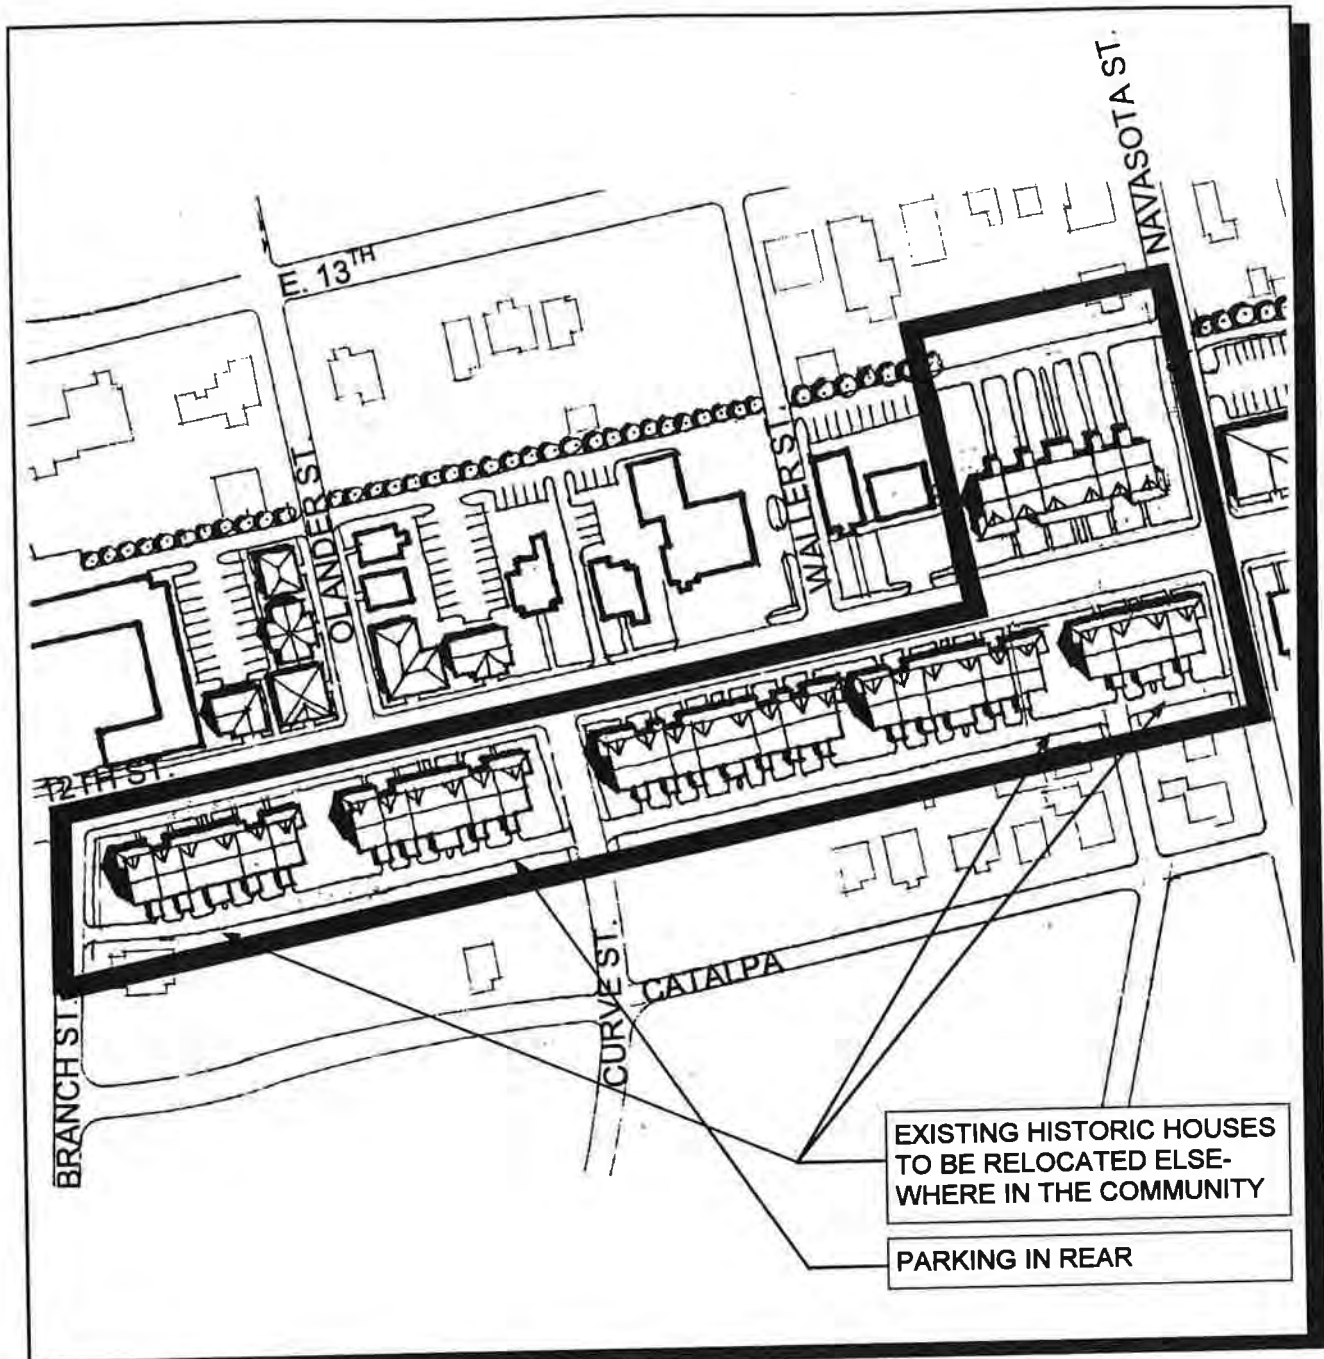 NAVASOTA ST.
E. 13TH
OLANDER ST.
WALLER ST.
12TH ST.
BRANCH ST.
CURVE ST.
CATALPA
EXISTING HISTORIC HOUSES
TO BE RELOCATED ELSE-
WHERE IN THE COMMUNITY
PARKING IN REAR